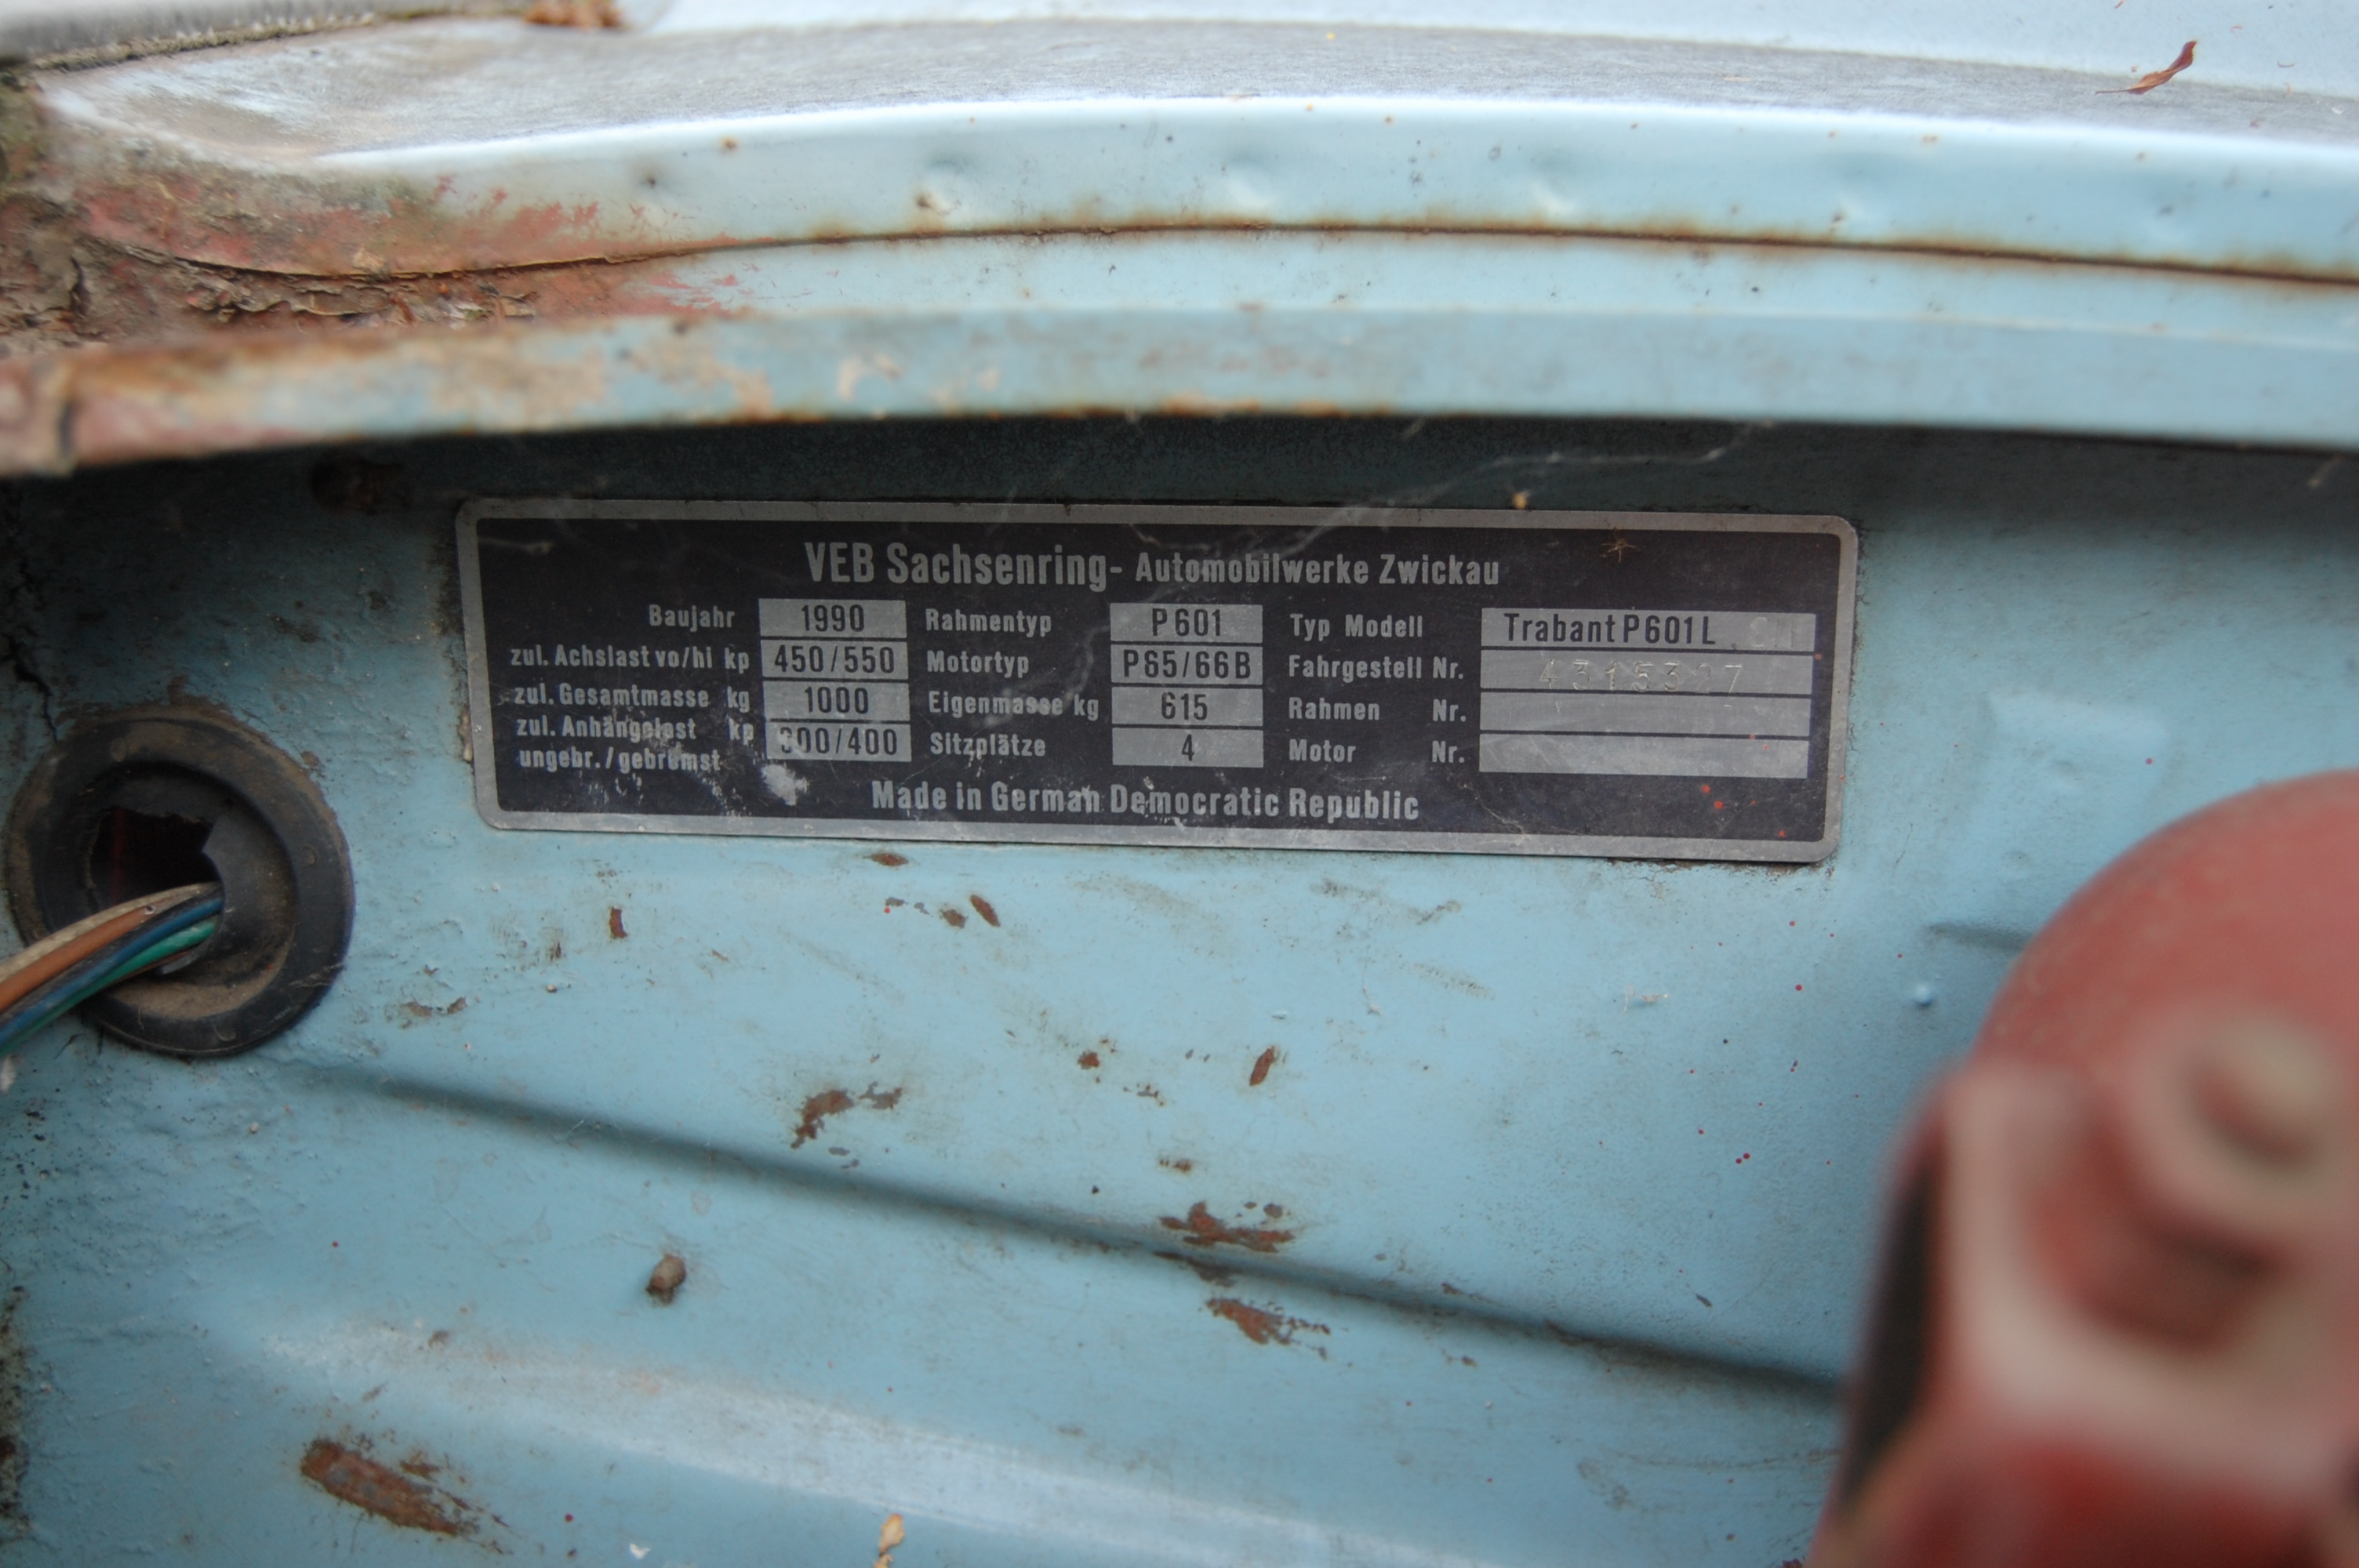 VEB Sachsenring- Automobilwerke Zwickau
Baujahr 1990 Rahmentyp P601 Typ Modell Trabant P601 L
zul. Achslast vo/hi kp 450/550 Motortyp P65/66B Fahrgestell Nr.
zul. Gesamtmasse kg 1000 Eigenmasse kg 615 Rahmen Nr.
zul. Anhängelast kp 300/400 Sitzplätze 4 Motor Nr.
ungebr./gebremst
Made in German Democratic Republic